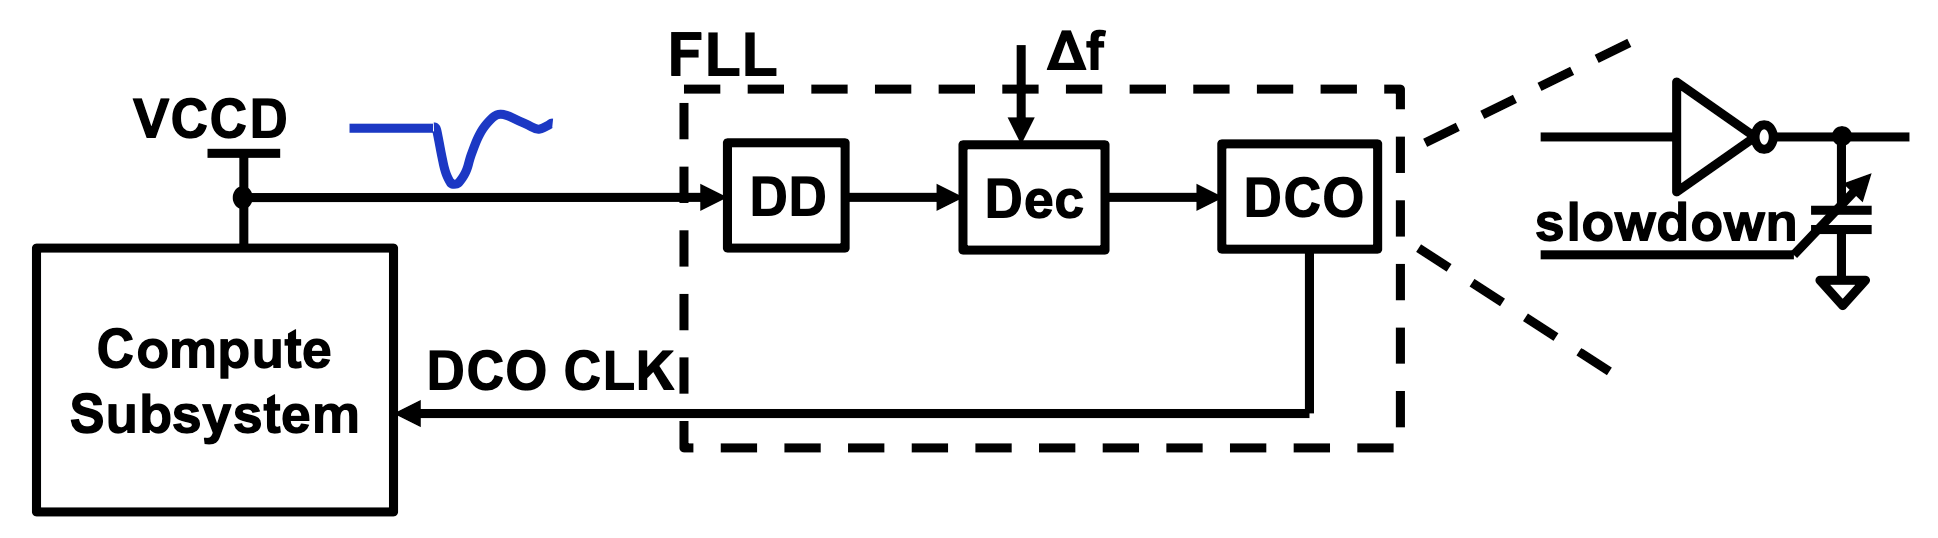 FLL
Δf
VCCD
DD
Dec
DCO
slowdown
Compute
Subsystem
DCO CLK